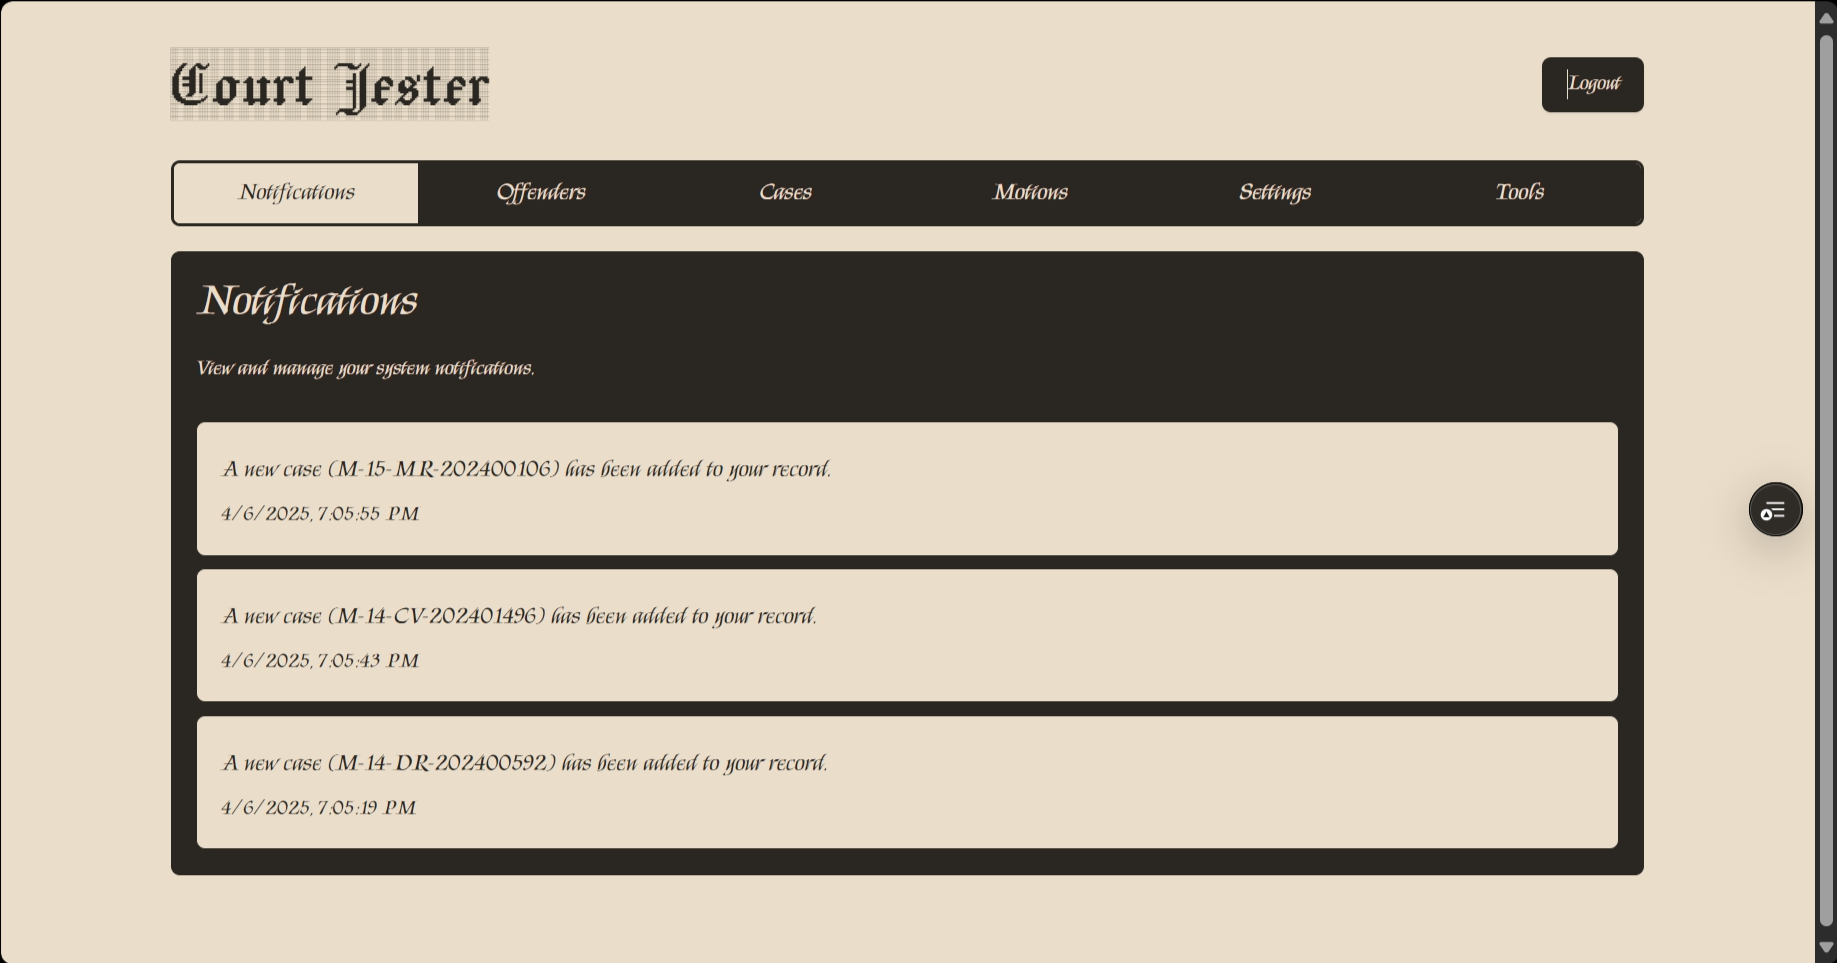 Court Jester
Logout
Notifications
Offenders
Cases
Motions
Settings
Tools
Notifications
View and manage your system notifications.
A new case (M-15-MR-202400106) has been added to your record.
4/6/2025, 7:05:55 PM
A new case (M-14-CV-202401496) has been added to your record.
4/6/2025, 7:05:43 PM
A new case (M-14-DR-202400592) has been added to your record.
4/6/2025, 7:05:19 PM